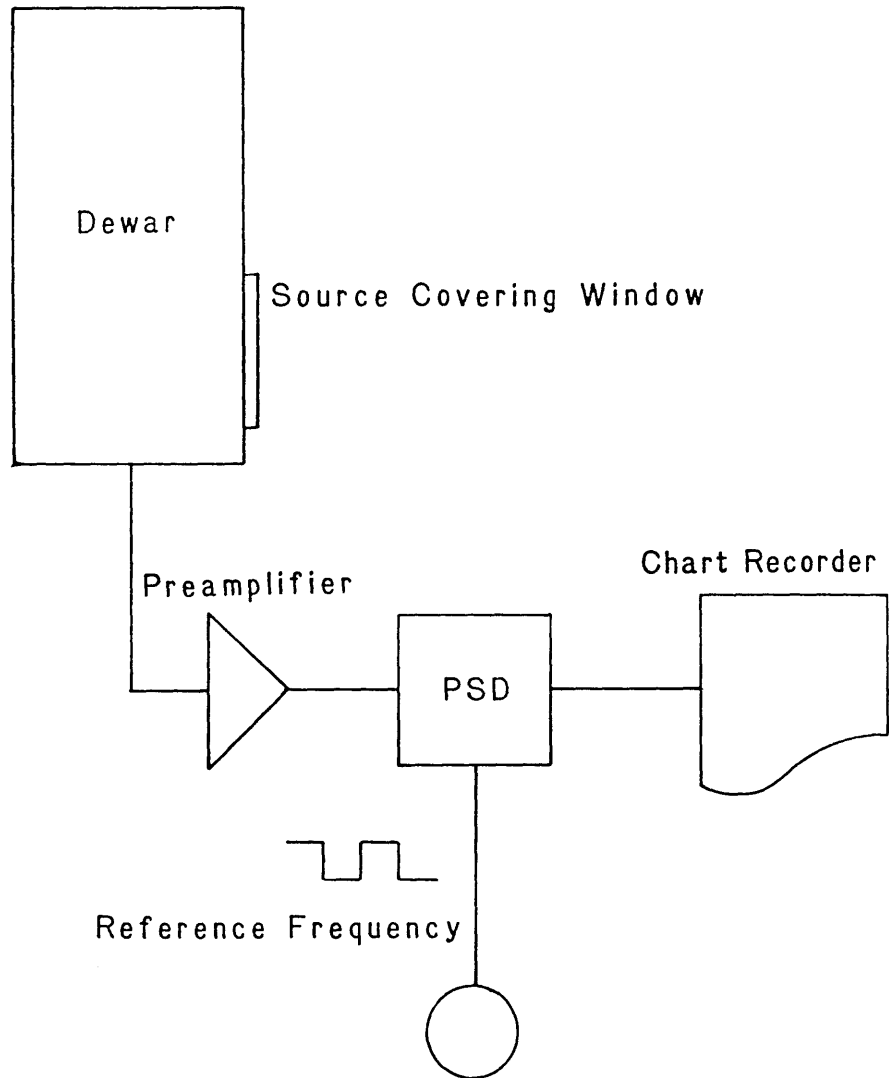 Dewar
Source Covering Window
Preamplifier
Chart Recorder
PSD
Reference Frequency